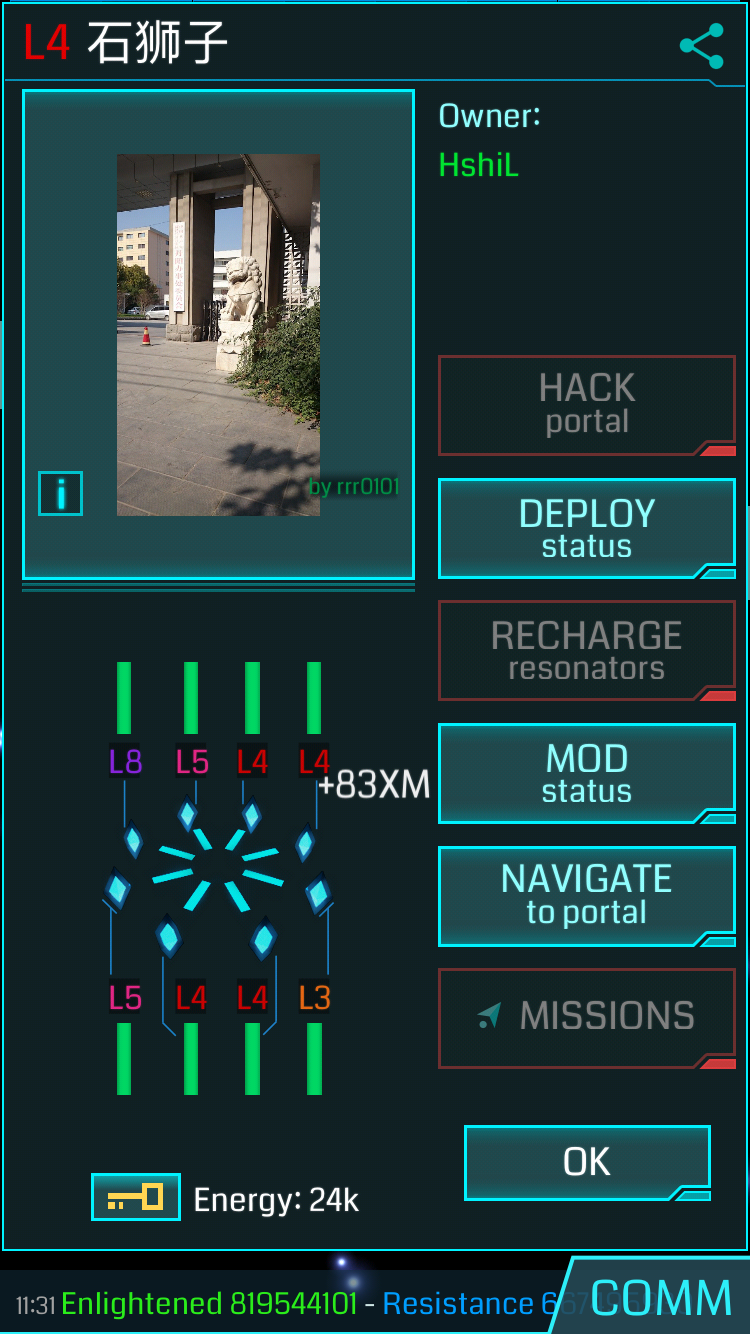 L4 石狮子
Owner:
HshiL
by rrr0101
i
HACK
portal
DEPLOY
status
RECHARGE
resonators
MOD
status
NAVIGATE
to portal
MISSIONS
OK
L8 L5 L4 L4
+83XM
L5 L4 L4 L3
Energy: 24k
11:31 Enlightened 819544101 - Resistance
COMM